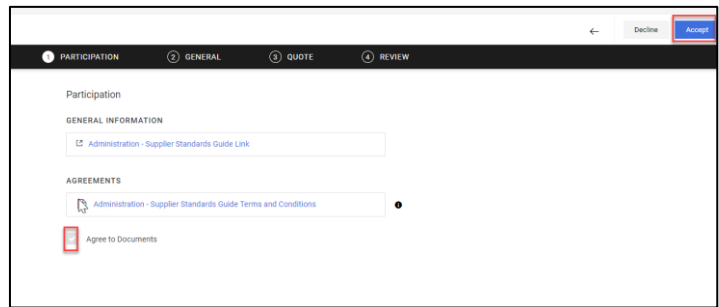 ← Decline Accept
1 PARTICIPATION 2 GENERAL 3 QUOTE 4 REVIEW
Participation
GENERAL INFORMATION
Administration - Supplier Standards Guide Link
AGREEMENTS
Administration - Supplier Standards Guide Terms and Conditions
Agree to Documents